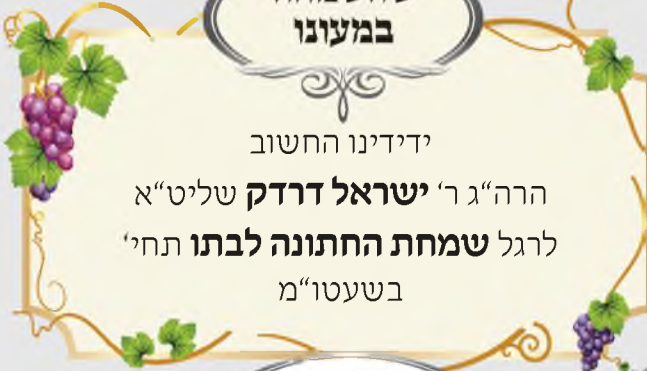 במעונו
ידידינו החשוב
הרה"ג ר' ישראל דרדק שליט"א
לרגל שמחת החתונה לבתו תחי'
בשעטו"מ